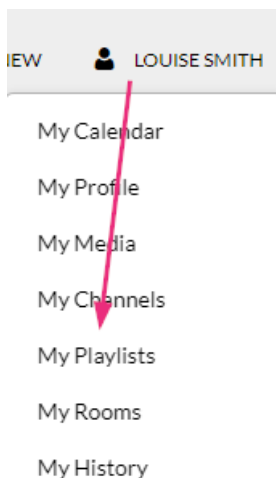 IEW LOUISE SMITH
My Calendar
My Profile
My Media
My Channels
My Playlists
My Rooms
My History